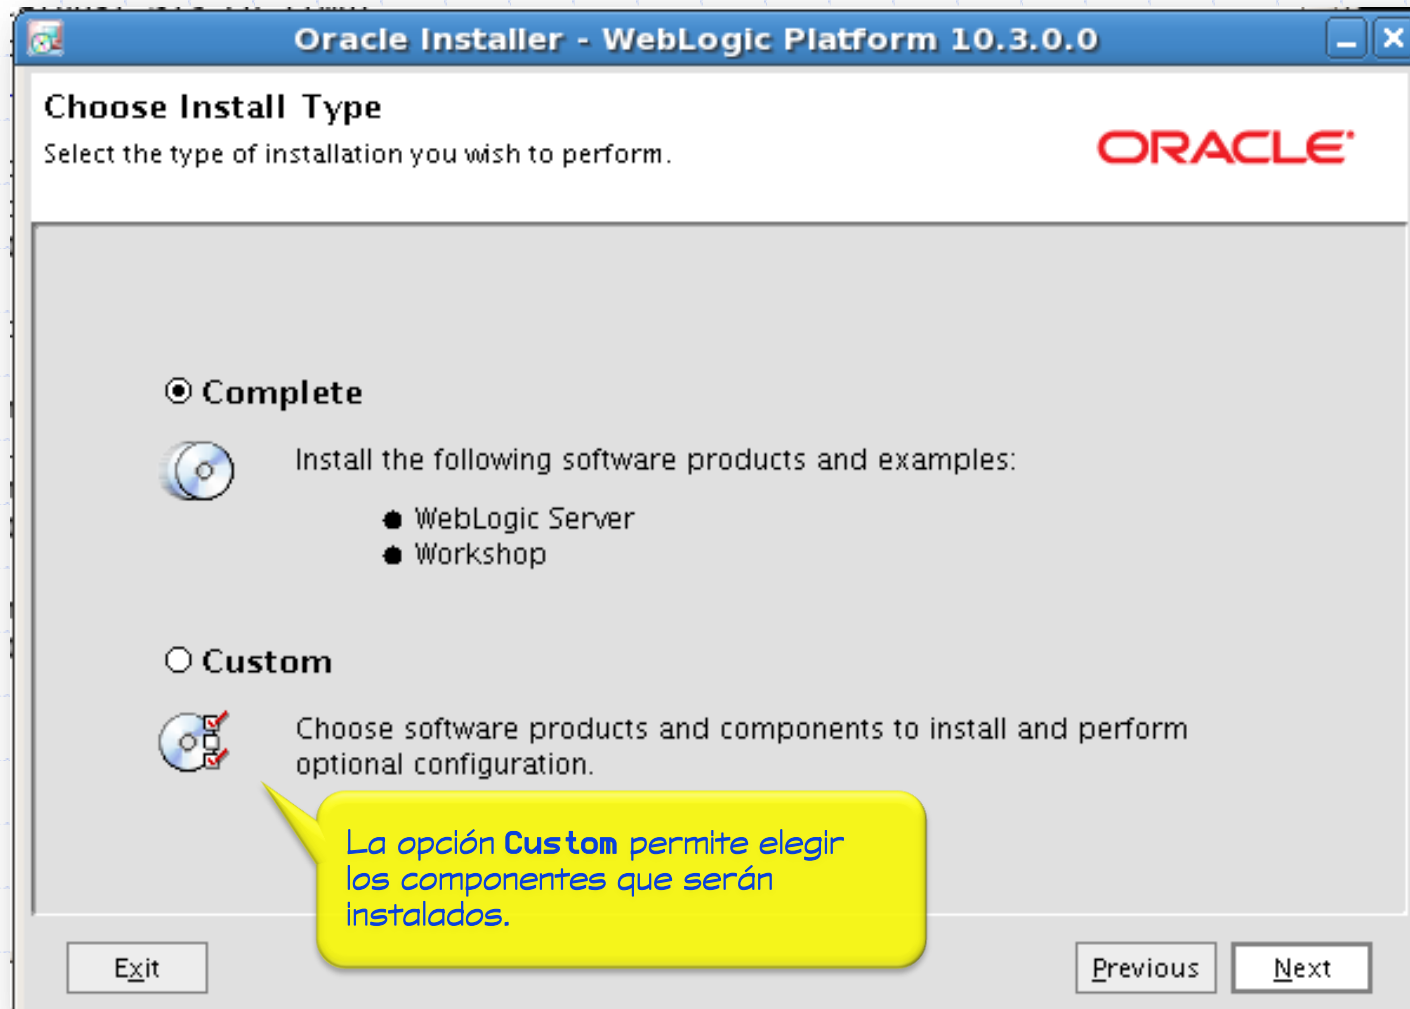 Oracle Installer - WebLogic Platform 10.3.0.0
Choose Install Type
Select the type of installation you wish to perform.
ORACLE
Complete
Install the following software products and examples:
WebLogic Server
Workshop
Custom
Choose software products and components to install and perform
optional configuration.
La opción Custom permite elegir
los componentes que serán
instalados.
Exit
Previous
Next